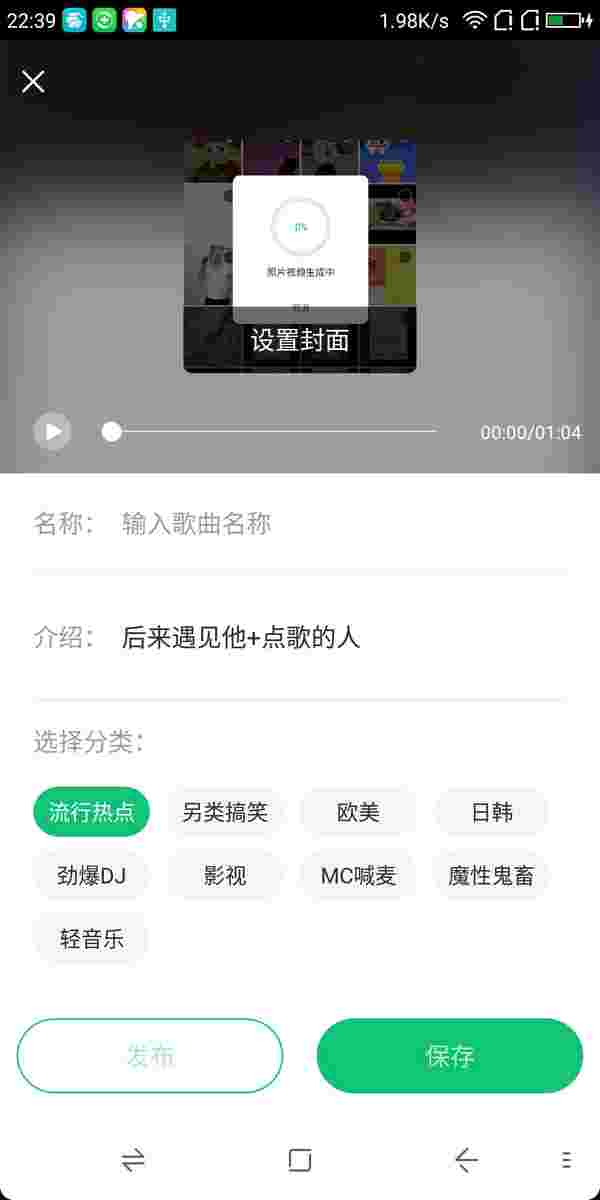 22:39
1.98K/s
0%
照片视频生成中
取消
设置封面
00:00/01:04
名称： 输入歌曲名称
介绍： 后来遇见他+点歌的人
选择分类：
流行热点 另类搞笑 欧美 日韩
劲爆DJ 影视 MC喊麦 魔性鬼畜
轻音乐
发布 保存